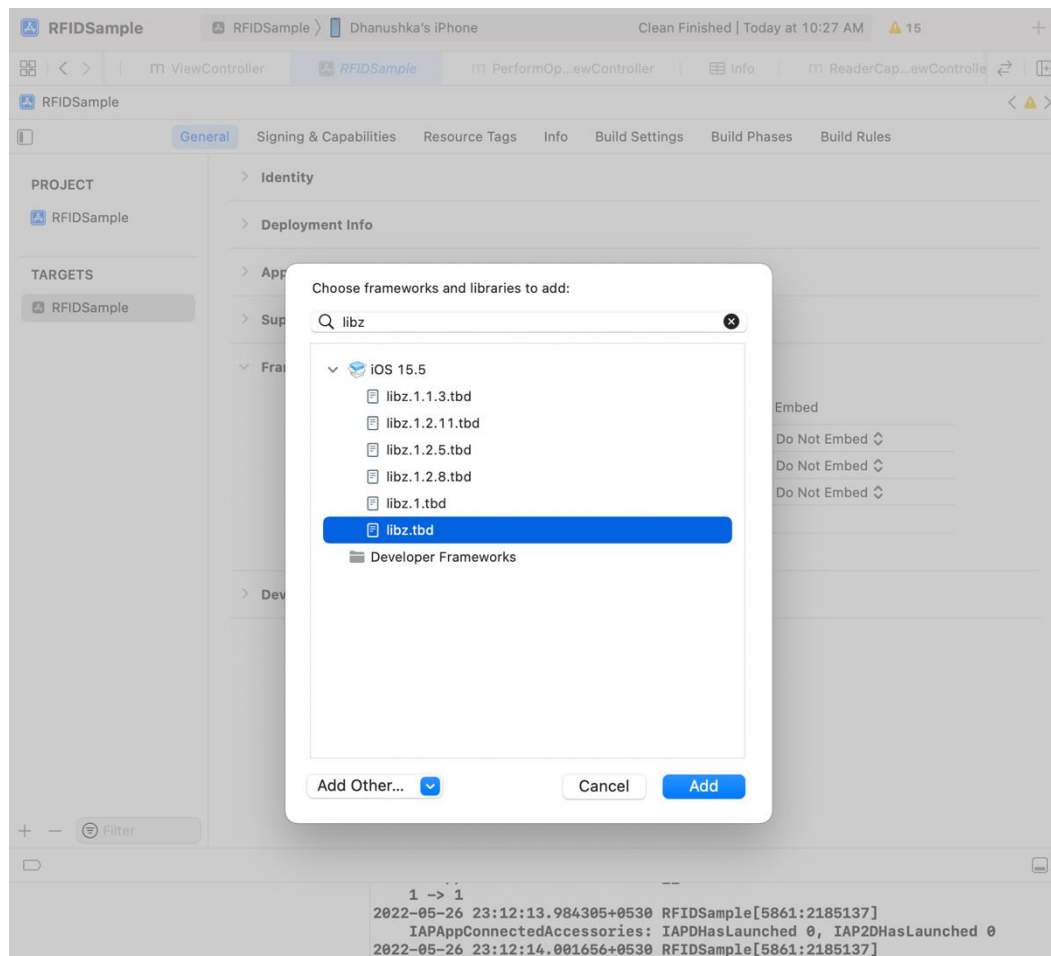 RFIDSample
RFIDSample 〉 Dhanushka's iPhone
Clean Finished | Today at 10:27 AM
15
ViewController
RFIDSample
PerformOp...ewController
Info
ReaderCap...ewControlle
RFIDSample
General
Signing & Capabilities
Resource Tags
Info
Build Settings
Build Phases
Build Rules
PROJECT
RFIDSample
TARGETS
RFIDSample
Identity
Deployment Info
App
Sup
Fra
Dev
Choose frameworks and libraries to add:
libz
iOS 15.5
libz.1.1.3.tbd
libz.1.2.11.tbd
libz.1.2.5.tbd
libz.1.2.8.tbd
libz.1.tbd
libz.tbd
Developer Frameworks
Embed
Do Not Embed
Do Not Embed
Do Not Embed
Add Other...
Cancel
Add
Filter
1 -> 1
2022-05-26 23:12:13.984305+0530 RFIDSample[5861:2185137]
IAPAppConnectedAccessories: IAPDHasLaunched 0, IAP2DHasLaunched 0
2022-05-26 23:12:14.001656+0530 RFIDSample[5861:2185137]